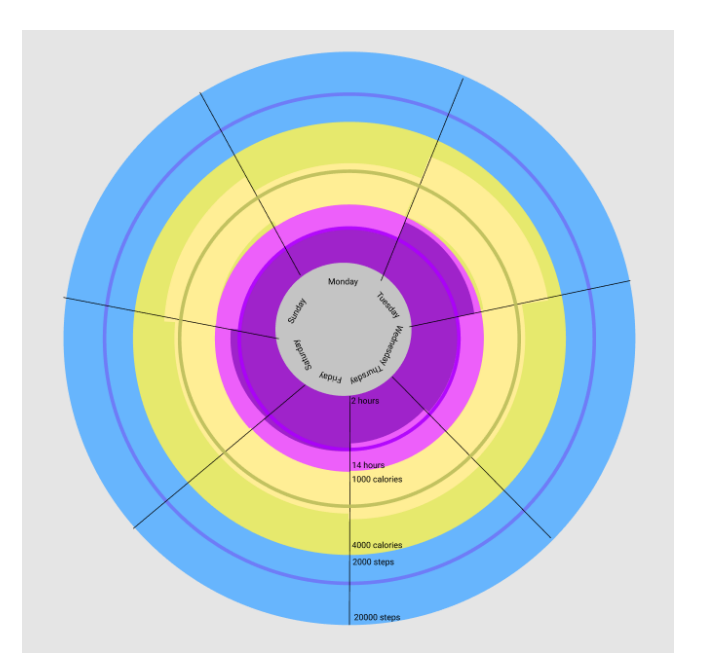 Monday
Tuesday
Wednesday
Thursday
Friday
Saturday
Sunday
2 hours
14 hours
1000 calories
4000 calories
2000 steps
20000 steps